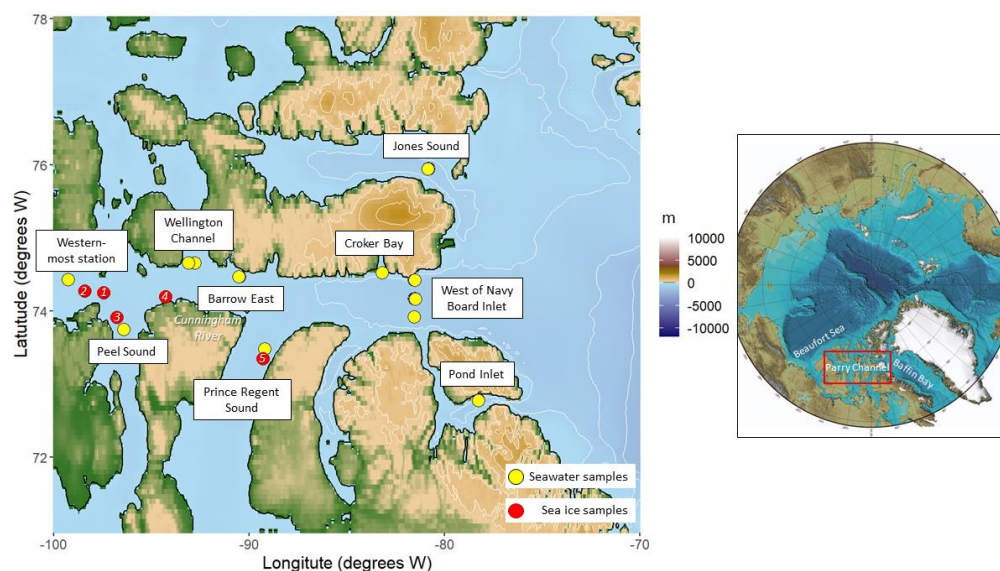 78
76
74
72
-100
-90
-80
-70
Latutude (degrees W)
Longitute (degrees W)
Jones Sound
Wellington
Channel
Western-
most station
Croker Bay
2
1
4
3
5
Barrow East
West of Navy
Board Inlet
Cunningham
River
Peel Sound
Pond Inlet
Prince Regent
Sound
Seawater samples
Sea ice samples
m
10000
5000
0
-5000
-10000
Beaufort Sea
Parry Channel
Baffin Bay